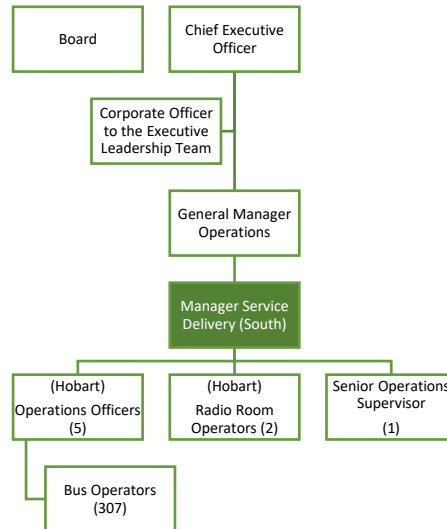 Board
Chief Executive
Officer
Corporate Officer
to the Executive
Leadership Team
General Manager
Operations
Manager Service
Delivery (South)
(Hobart)
Operations Officers
(5)
(Hobart)
Radio Room
Operators (2)
Senior Operations
Supervisor
(1)
Bus Operators
(307)